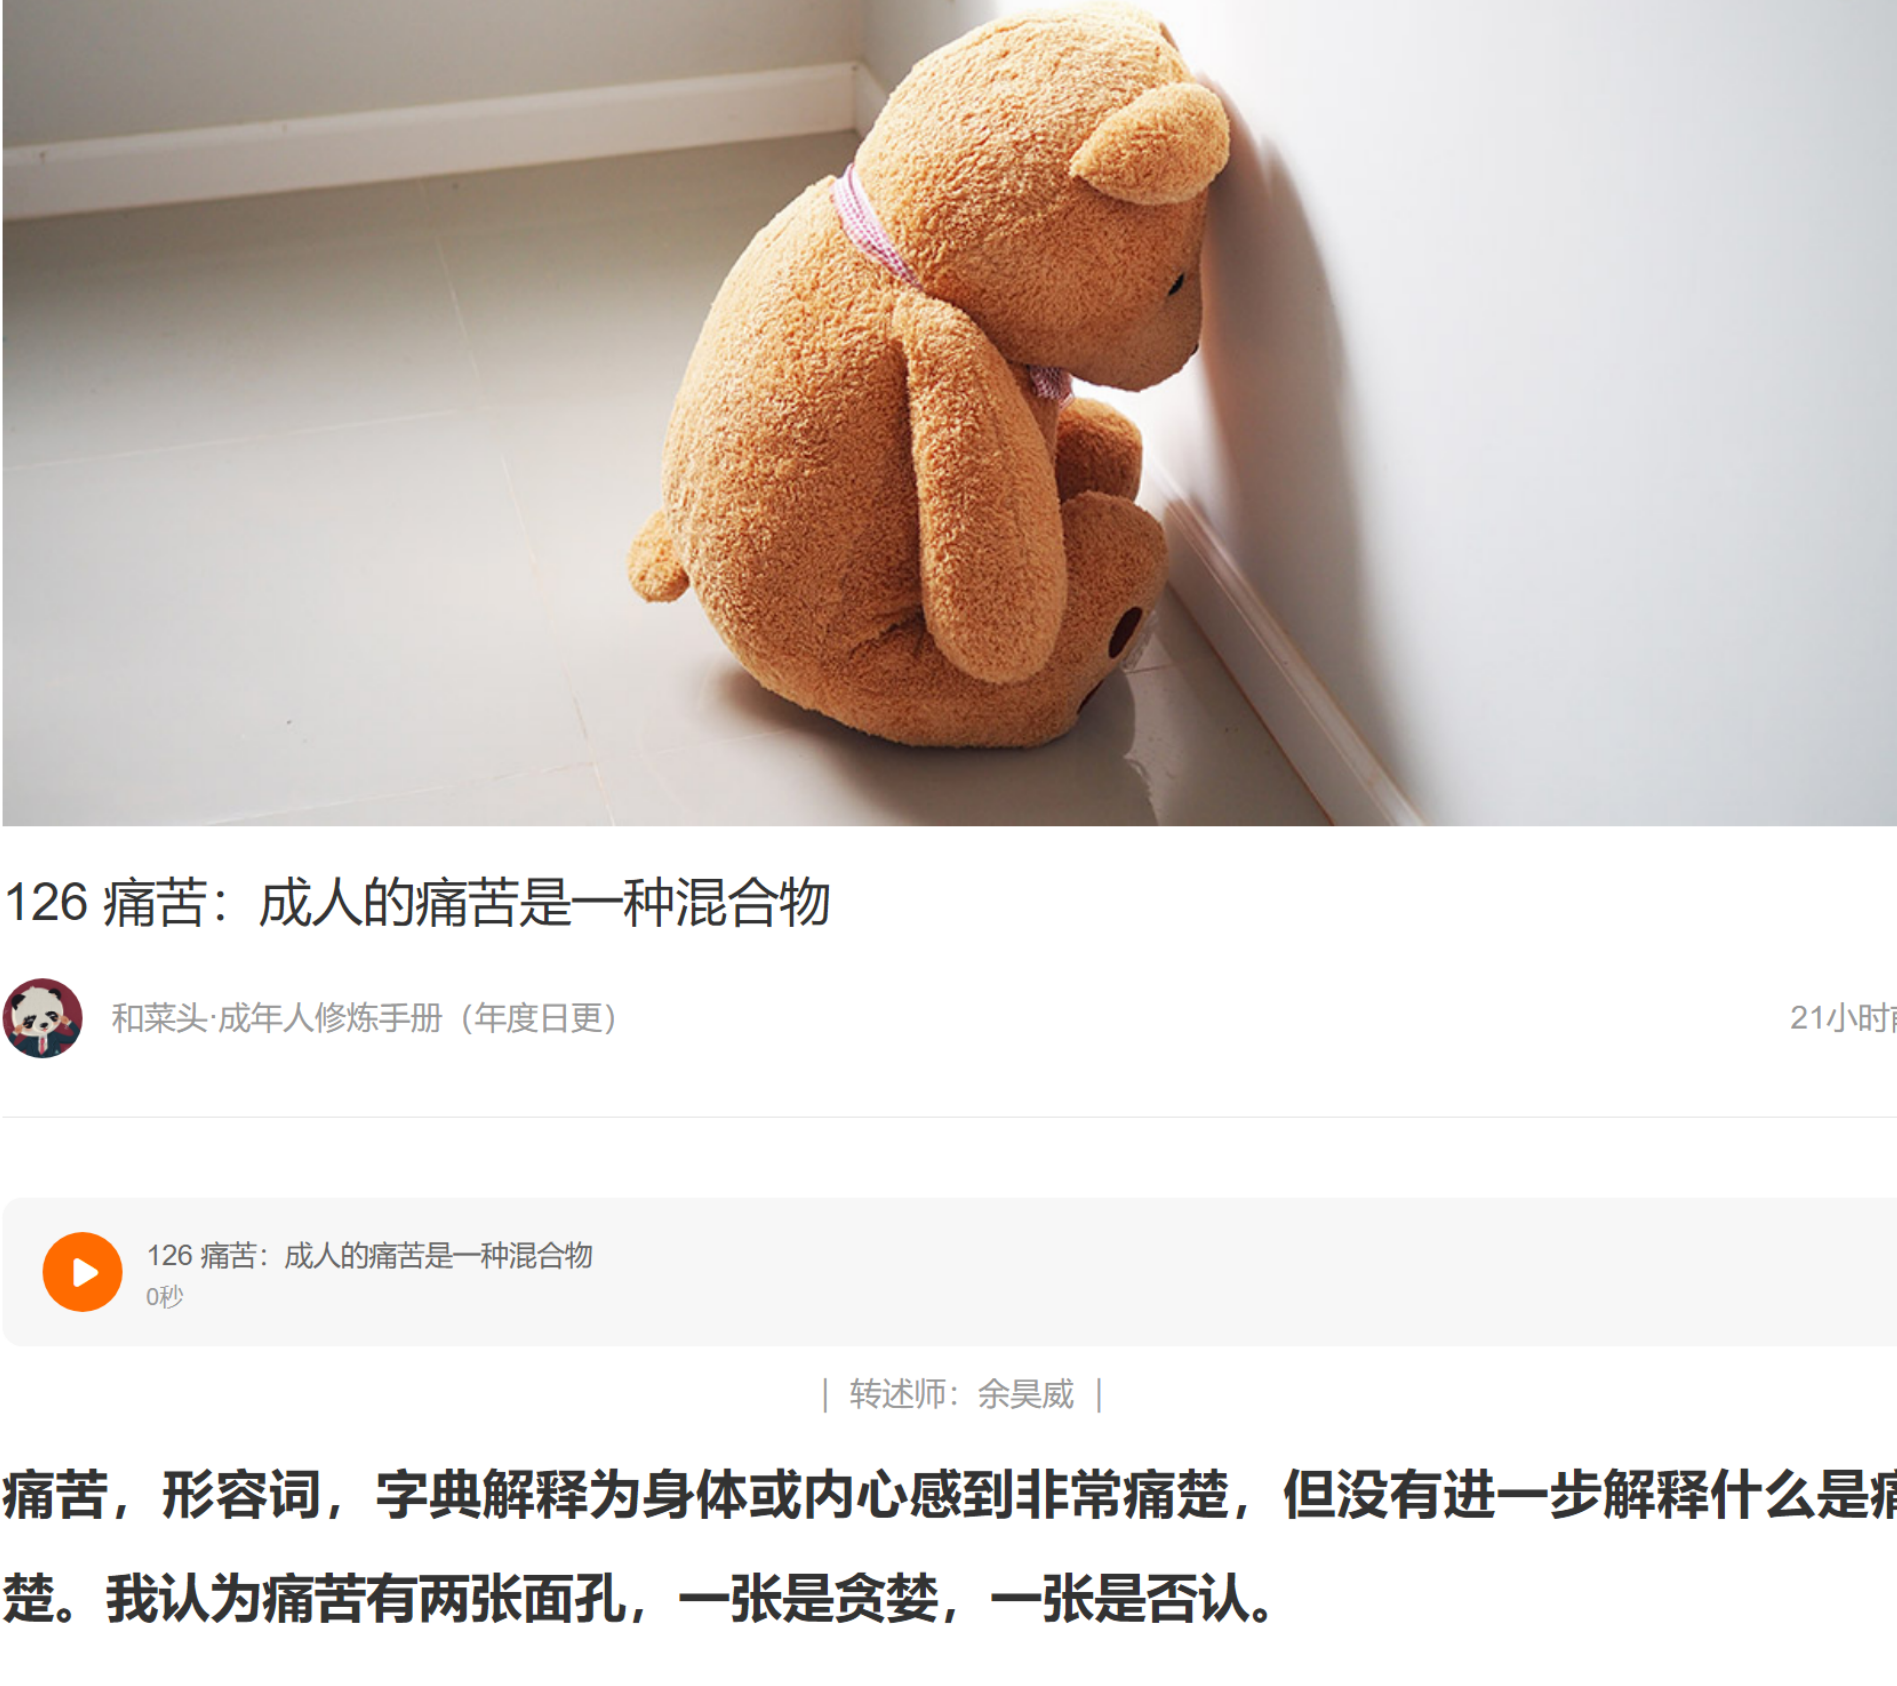 126 痛苦：成人的痛苦是一种混合物
和菜头·成年人修炼手册（年度日更）
21小时
126 痛苦：成人的痛苦是一种混合物
0秒
｜ 转述师：余昊威 ｜
痛苦，形容词，字典解释为身体或内心感到非常痛楚，但没有进一步解释什么是痛
楚。我认为痛苦有两张面孔，一张是贪婪，一张是否认。